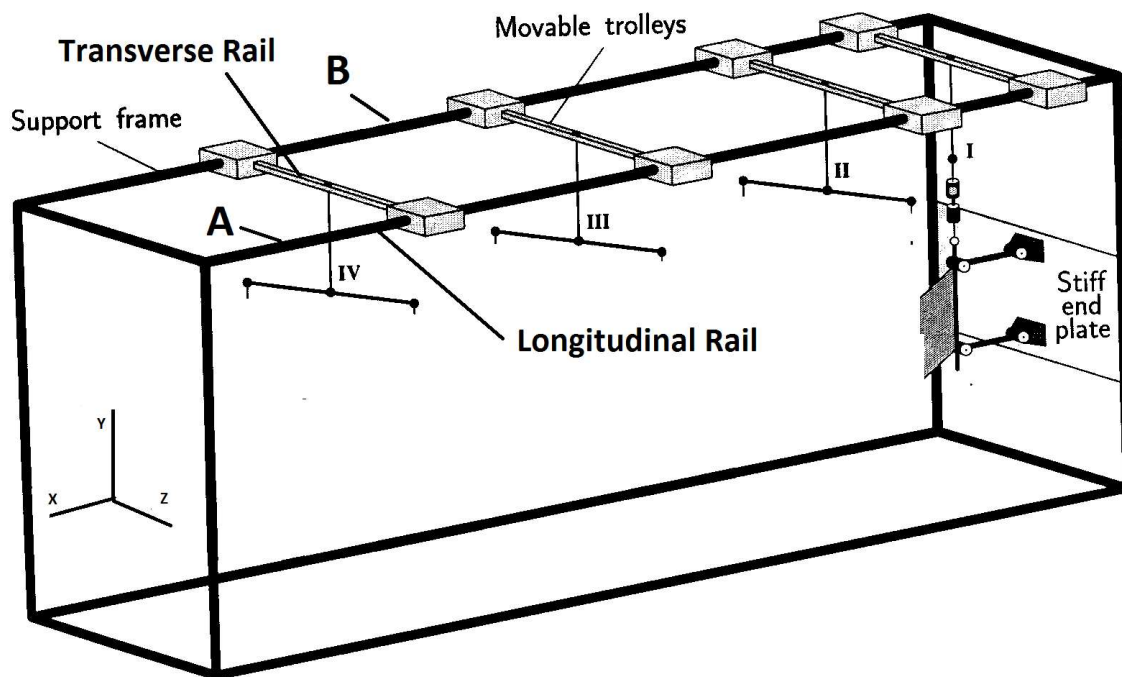 Transverse Rail
B
Movable trolleys
Support frame
A
I
II
III
IV
Longitudinal Rail
Stiff
end
plate
Y
X
Z